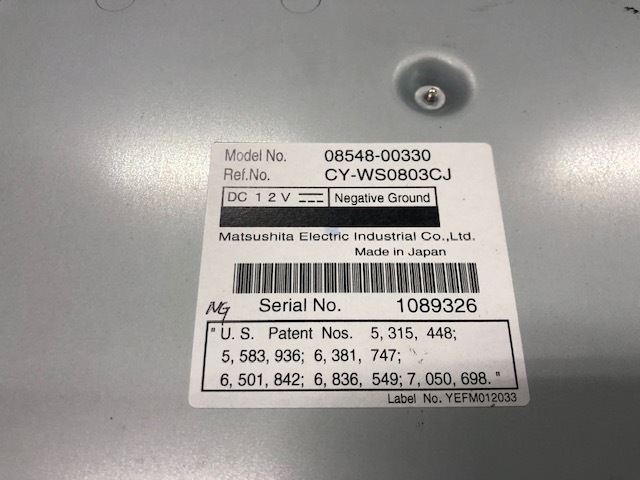 Model No. 08548-00330
Ref.No. CY-WS0803CJ
DC 12V Negative Ground
Matsushita Electric Industrial Co.,Ltd.
Made in Japan
NG Serial No. 1089326
"U.S. Patent Nos. 5,315,448;
5,583,936; 6,381,747;
6,501,842; 6,836,549; 7,050,698."
Label No. YEFM012033